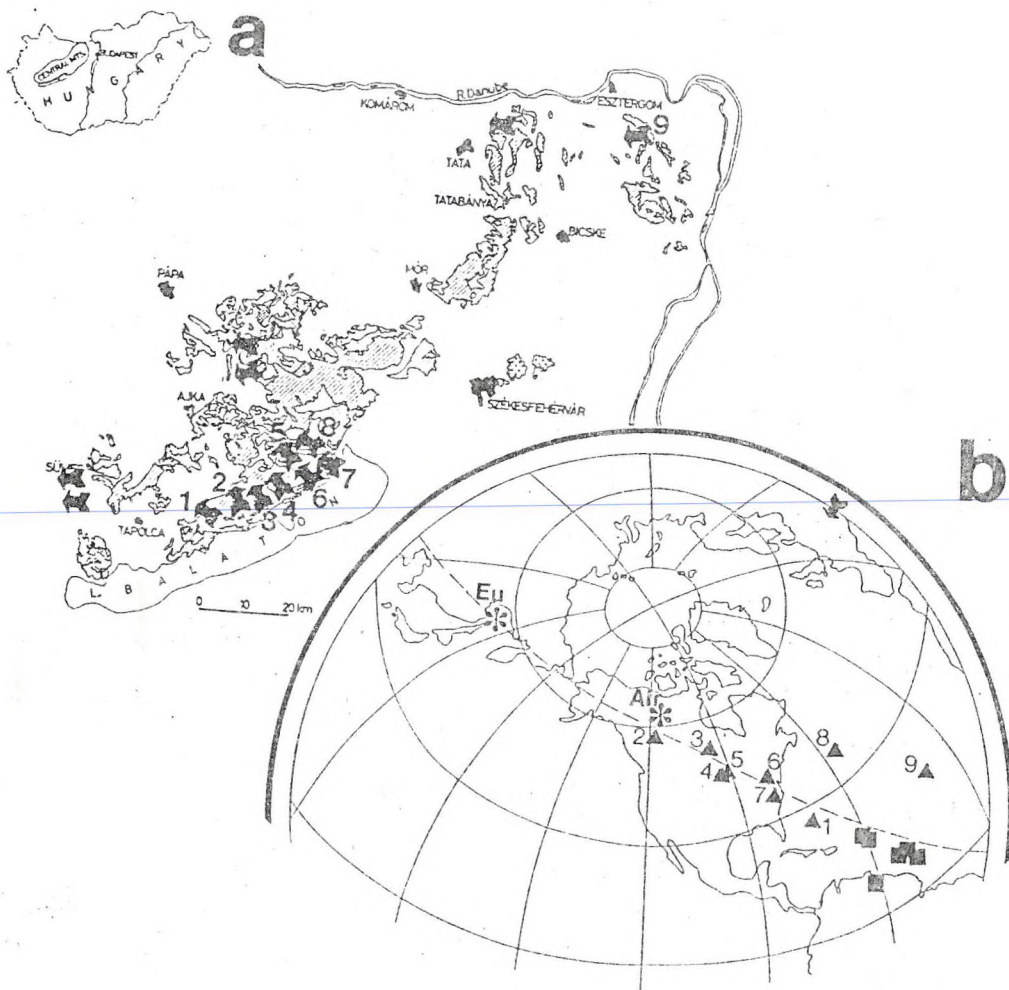 a
BUDAPEST
CENTRAL MTS.
HUNGARY
R.Danube
KOMÁROM
ESZTERGOM
9
TATA
TATABÁNYA
BICSKE
MÓR
PÁPA
SZÉKESFEHÉRVÁR
AJKA
5
8
7
2
1
3
4
6
TAPOLCA
L. BALATON
0 10 20 km
b
Eu
2
3
4
5
6
7
8
9
1